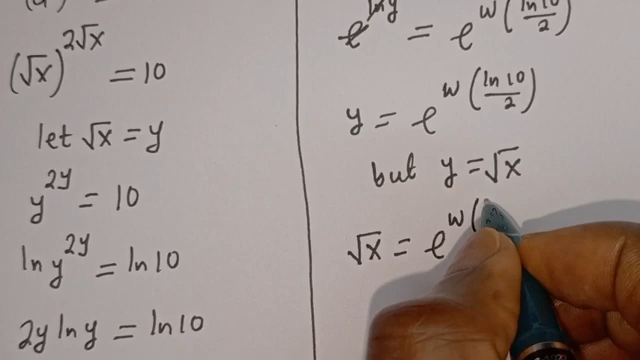 (√x)^2√x = 10
let √x = y
y^2y = 10
ln y^2y = ln 10
2y ln y = ln 10
e^ln y = e^w(ln 10/2)
y = e^w(ln 10/2)
but y = √x
√x = e^w(